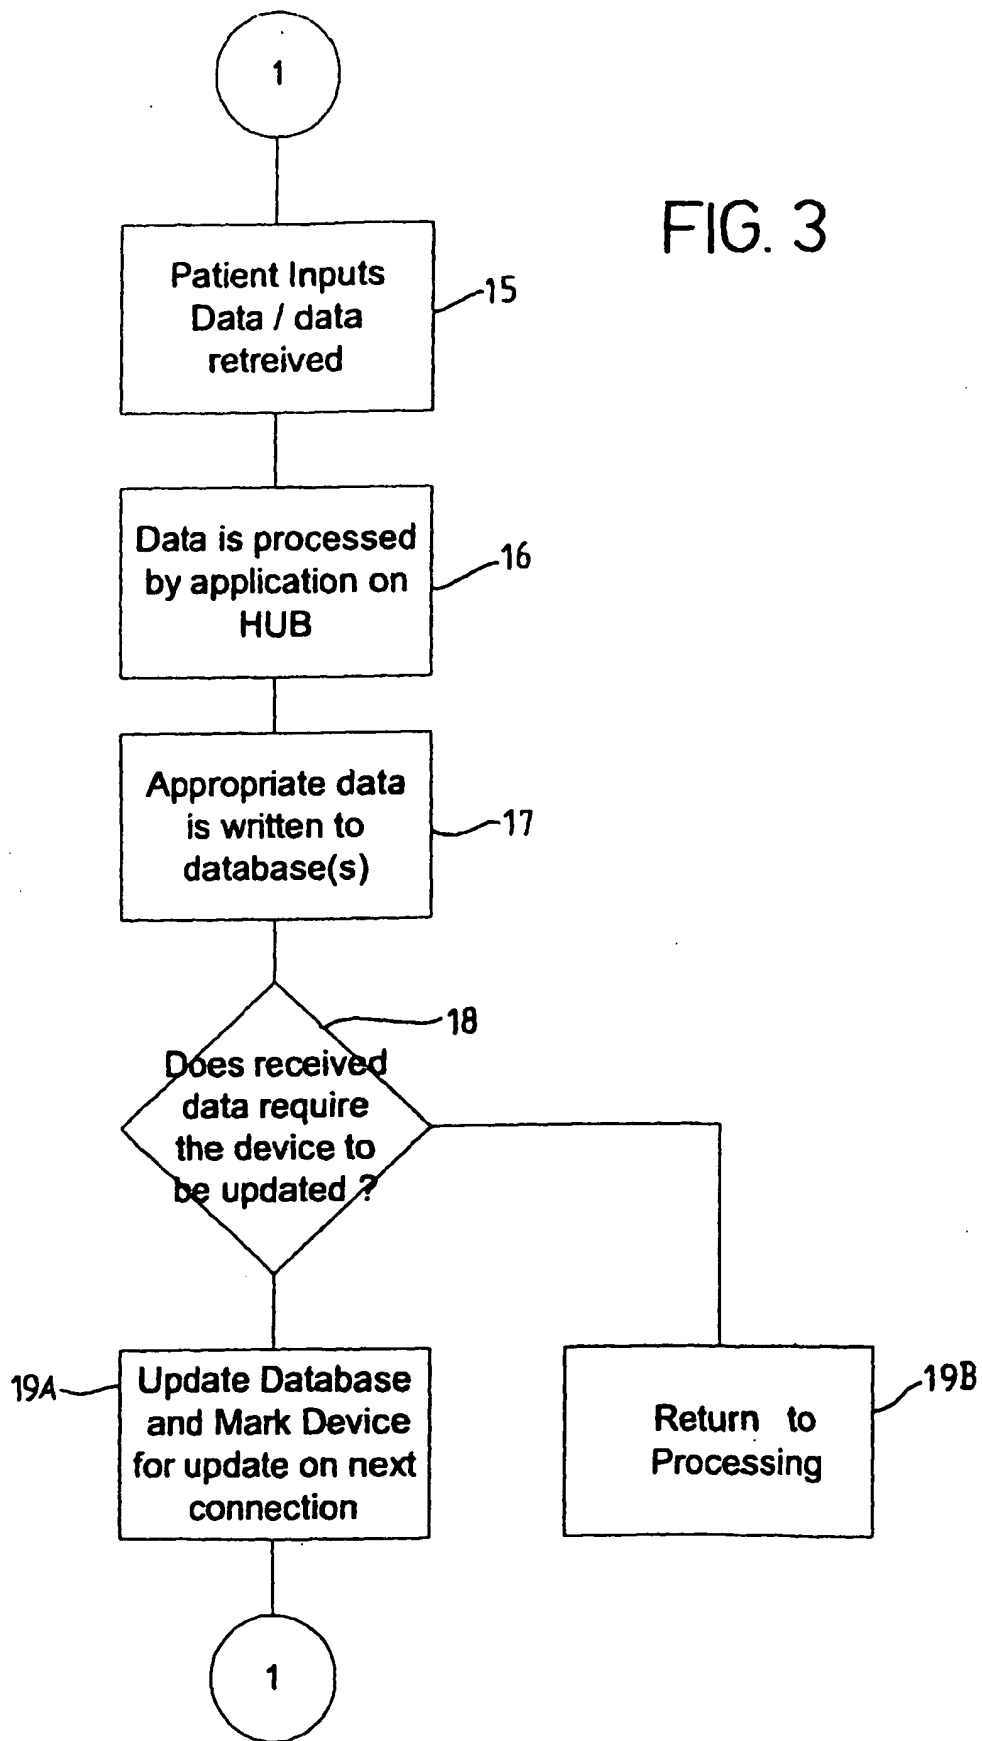 1
FIG. 3
Patient Inputs
Data / data
retreived
15
Data is processed
by application on
HUB
16
Appropriate data
is written to
database(s)
17
18
Does received
data require
the device to
be updated ?
19A
Update Database
and Mark Device
for update on next
connection
19B
Return to
Processing
1